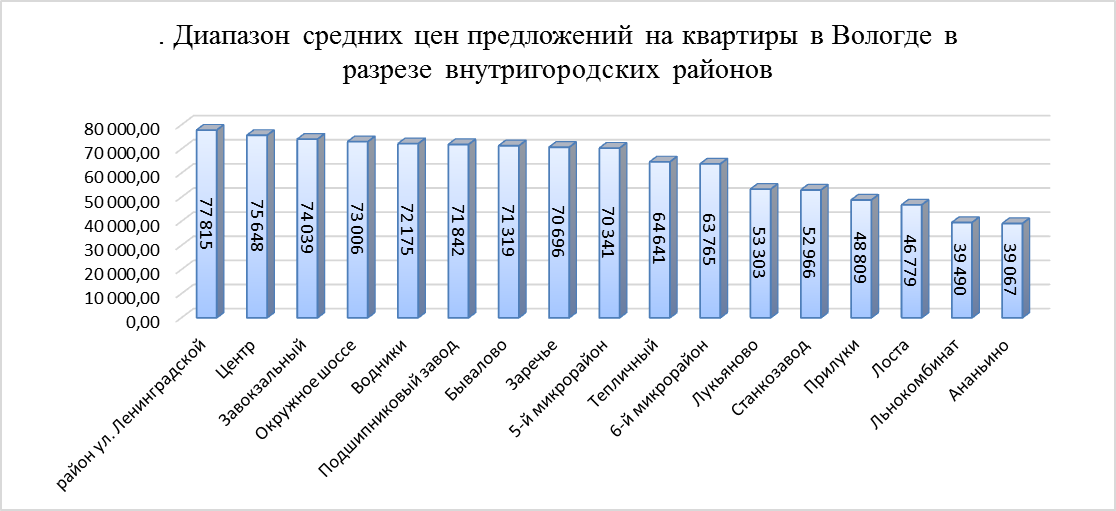 . Диапазон средних цен предложений на квартиры в Вологде в
разрезе внутригородских районов
80 000,00
70 000,00
60 000,00
50 000,00
40 000,00
30 000,00
20 000,00
10 000,00
0,00
77 815
75 648
74 039
73 006
72 175
71 842
71 319
70 696
70 341
64 641
63 765
53 303
52 966
48 809
46 779
39 490
39 067
район ул. Ленинградской
Центр
Завокзальный
Окружное шоссе
Водники
Подшипниковый завод
Бывалово
Заречье
5-й микрорайон
Тепличный
6-й микрорайон
Лукьяново
Станкозавод
Прилуки
Лоста
Льнокомбинат
Ананьино